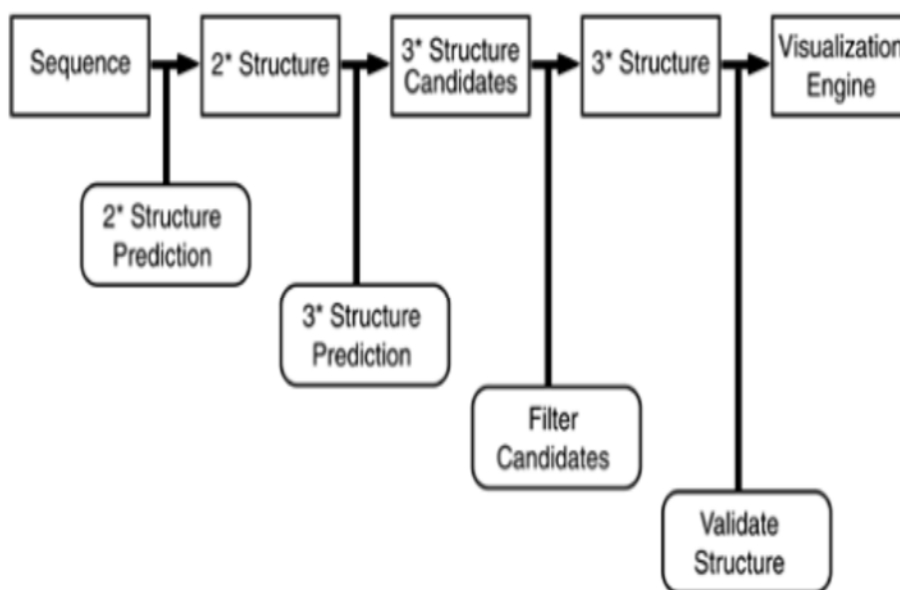 Sequence
2* Structure
3* Structure
Candidates
3* Structure
Visualization
Engine
2* Structure
Prediction
3* Structure
Prediction
Filter
Candidates
Validate
Structure